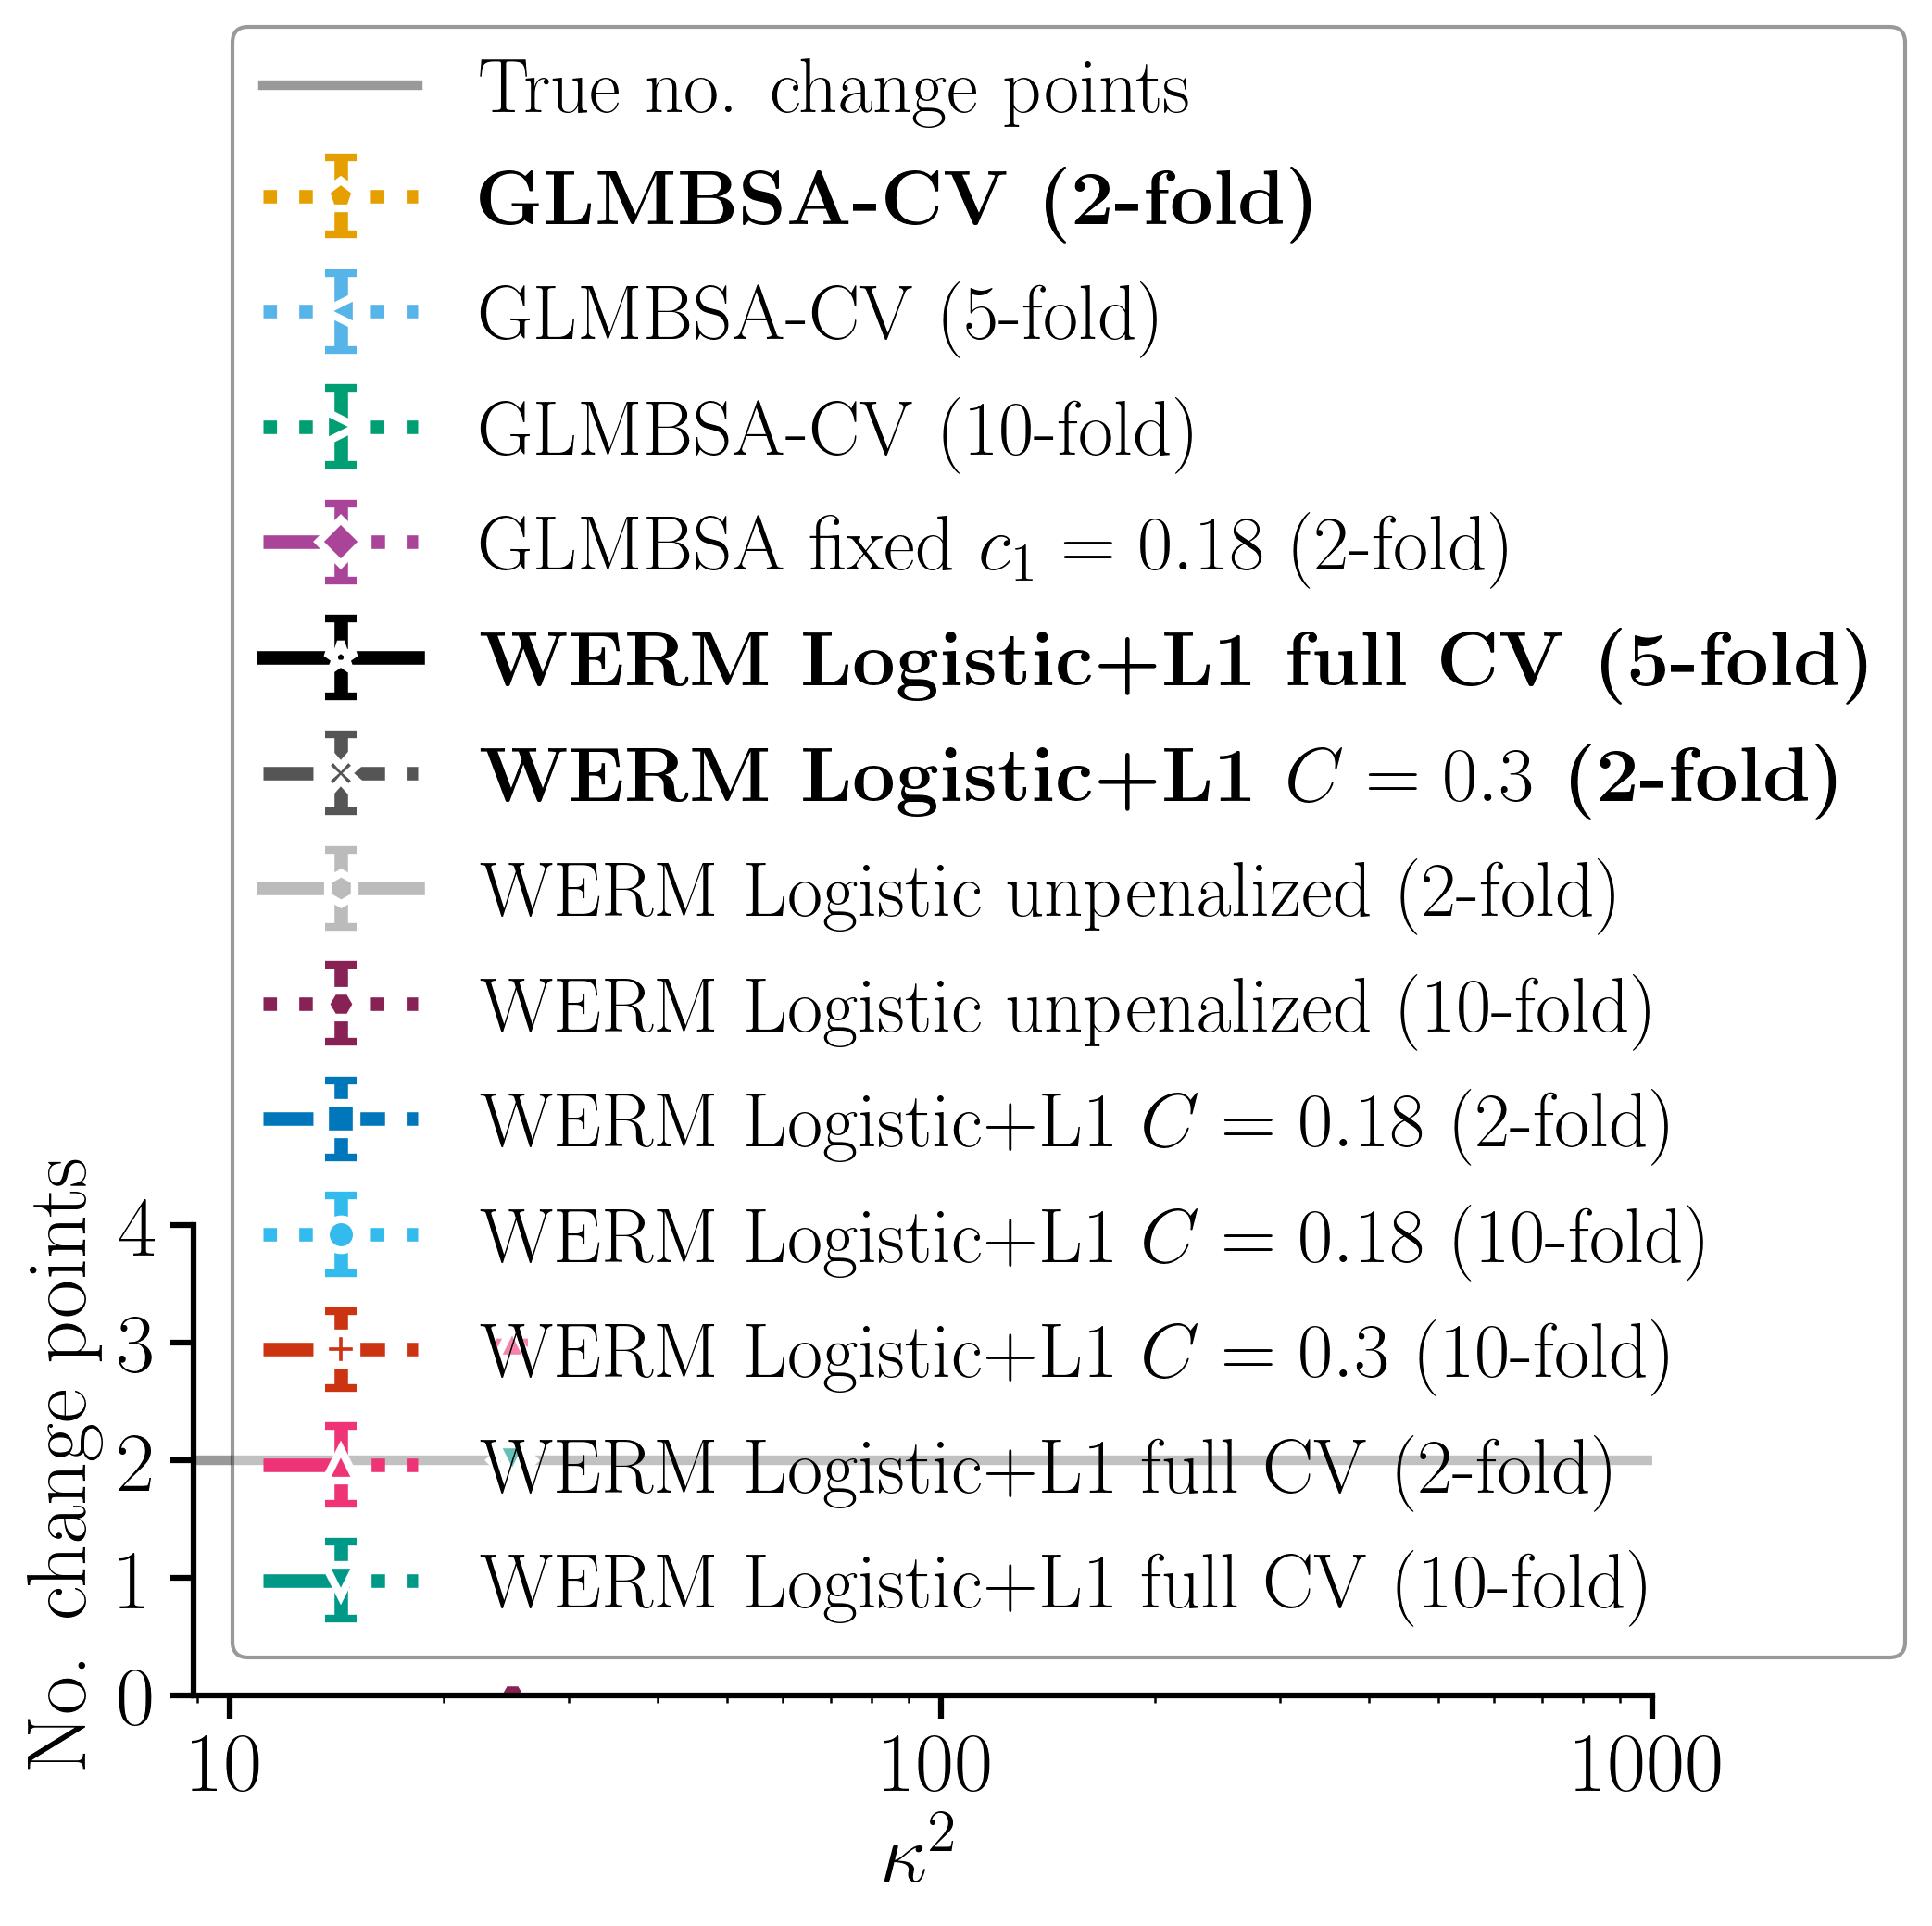 True no. change points
GLMBSA-CV (2-fold)
GLMBSA-CV (5-fold)
GLMBSA-CV (10-fold)
GLMBSA fixed c₁ = 0.18 (2-fold)
WERM Logistic+L1 full CV (5-fold)
WERM Logistic+L1 C = 0.3 (2-fold)
WERM Logistic unpenalized (2-fold)
WERM Logistic unpenalized (10-fold)
WERM Logistic+L1 C = 0.18 (2-fold)
WERM Logistic+L1 C = 0.18 (10-fold)
WERM Logistic+L1 C = 0.3 (10-fold)
WERM Logistic+L1 full CV (2-fold)
WERM Logistic+L1 full CV (10-fold)
No. change points
4
3
2
1
0
10 100 1000
κ²